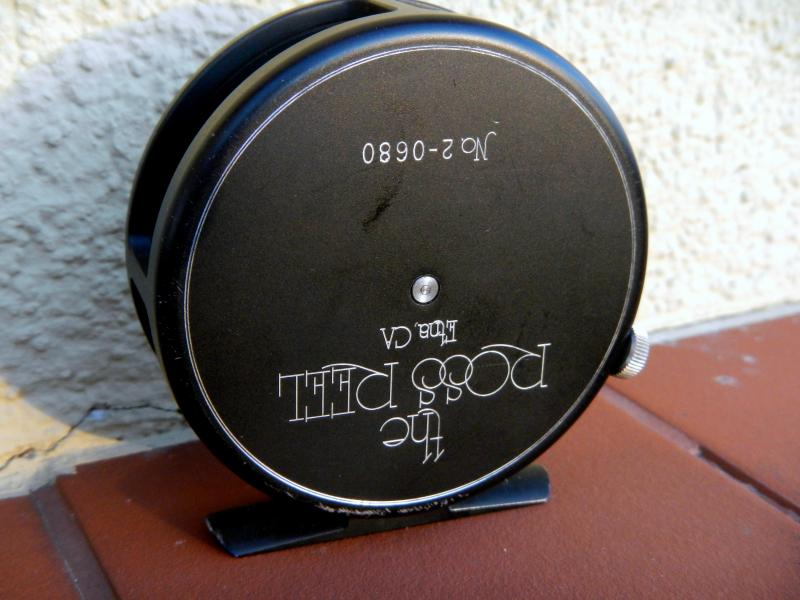 the
ROSS REEL
Etna, CA
No 2-0680